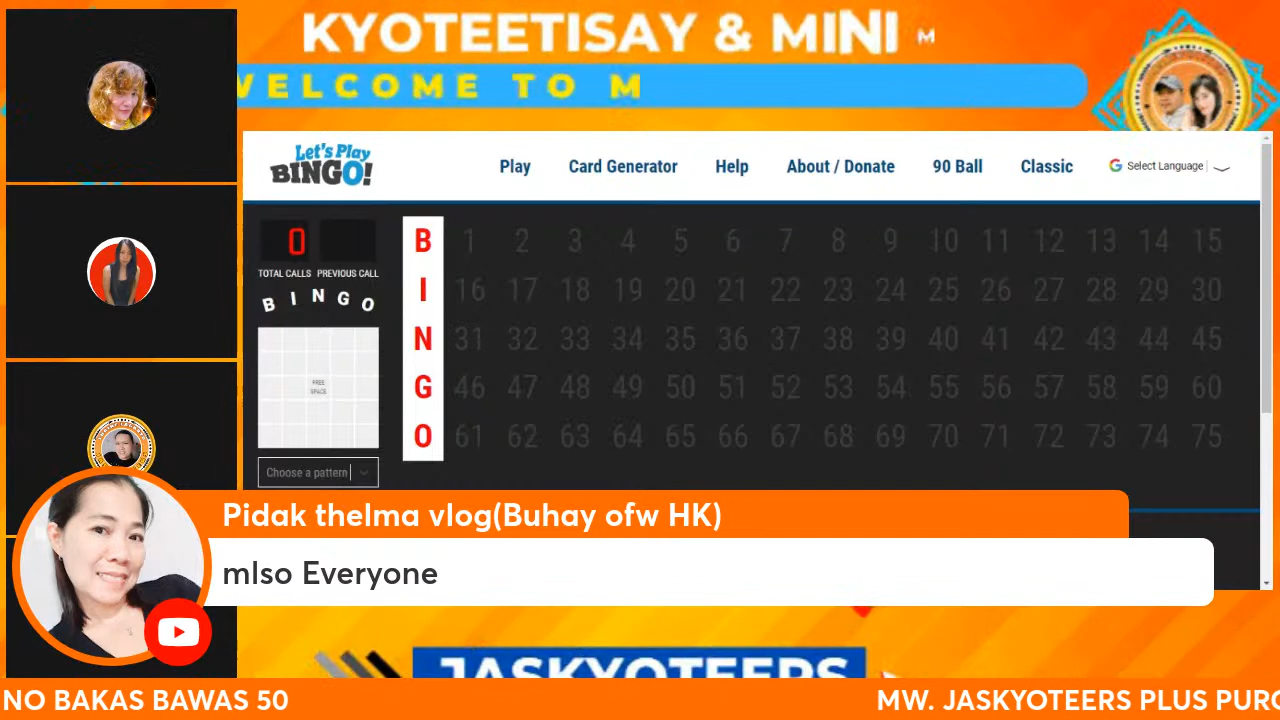 KYOTEETISAY & MINI M
WELCOME TO M
Let's Play
BINGO!
Play
Card Generator
Help
About / Donate
90 Ball
Classic
Select Language
0
TOTAL CALLS PREVIOUS CALL
B I N G O
FREE
SPACE
Choose a pattern
B 1 2 3 4 5 6 7 8 9 10 11 12 13 14 15
I 16 17 18 19 20 21 22 23 24 25 26 27 28 29 30
N 31 32 33 34 35 36 37 38 39 40 41 42 43 44 45
G 46 47 48 49 50 51 52 53 54 55 56 57 58 59 60
O 61 62 63 64 65 66 67 68 69 70 71 72 73 74 75
Pidak thelma vlog(Buhay ofw HK)
mlso Everyone
JASKYOTEERS
NO BAKAS BAWAS 50
MW. JASKYOTEERS PLUS PURO